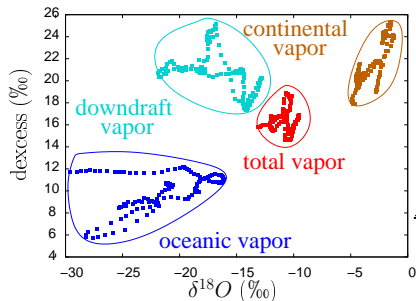 26
24
22
20
18
16
14
12
10
8
6
4
dexcess (‰)
continental
vapor
downdraft
vapor
total vapor
oceanic vapor
−30 −25 −20 −15 −10 −5 0
δ¹⁸O (‰)